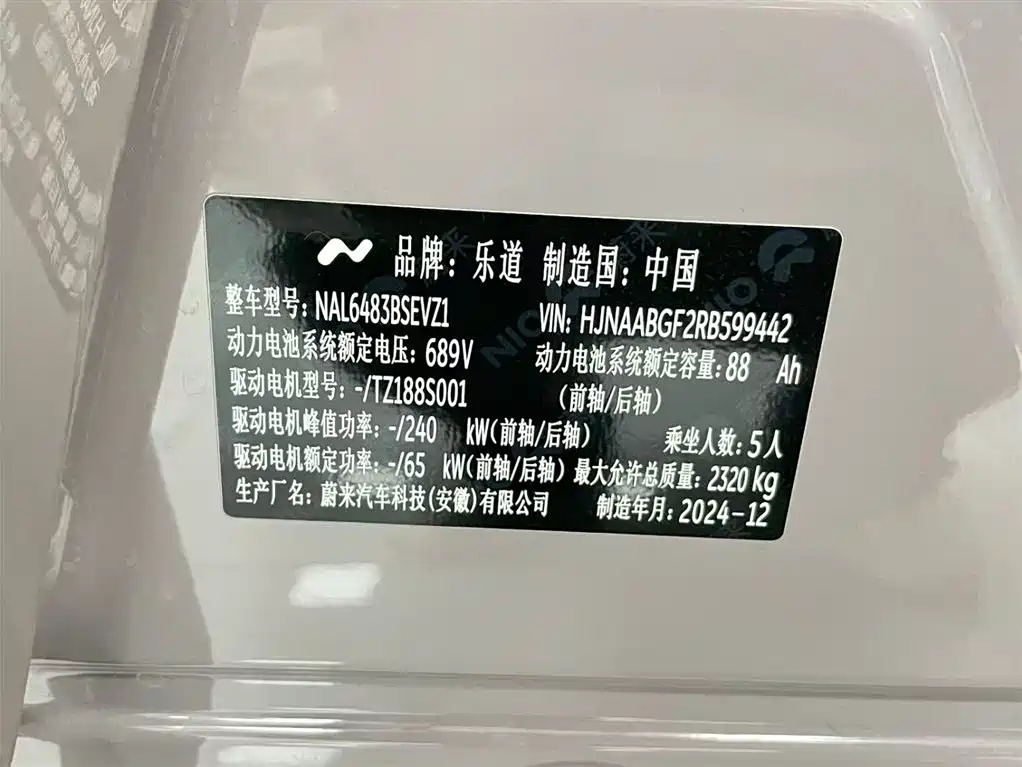 品牌：乐道 制造国：中国
整车型号：NAL6483BSEVZ1 VIN: HJNAABGF2RB599442
动力电池系统额定电压：689V 动力电池系统额定容量：88 Ah
驱动电机型号：-/TZ188S001 （前轴/后轴）
驱动电机峰值功率：-/240 kW（前轴/后轴） 乘坐人数：5人
驱动电机额定功率：-/65 kW（前轴/后轴） 最大允许总质量：2320 kg
生产厂名：蔚来汽车科技(安徽)有限公司 制造年月：2024-12
NIO 蔚来
NIO